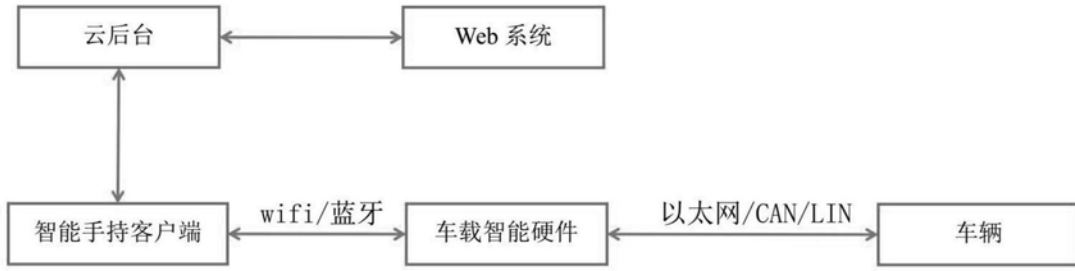 云后台
Web 系统
wifi/蓝牙
以太网/CAN/LIN
智能手持客户端
车载智能硬件
车辆